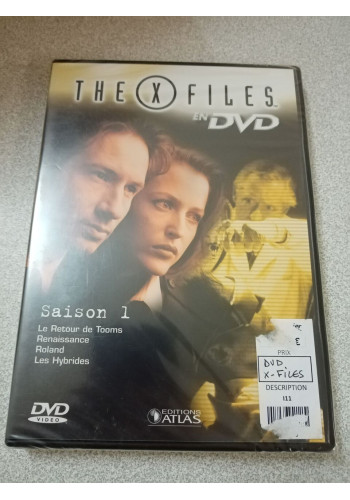 THE X FILES
EN DVD
Saison 1
Le Retour de Tooms
Renaissance
Roland
Les Hybrides
E
PRIX
DVD
X-FILES
DESCRIPTION
I11
DVD
VIDEO
EDITIONS
ATLAS